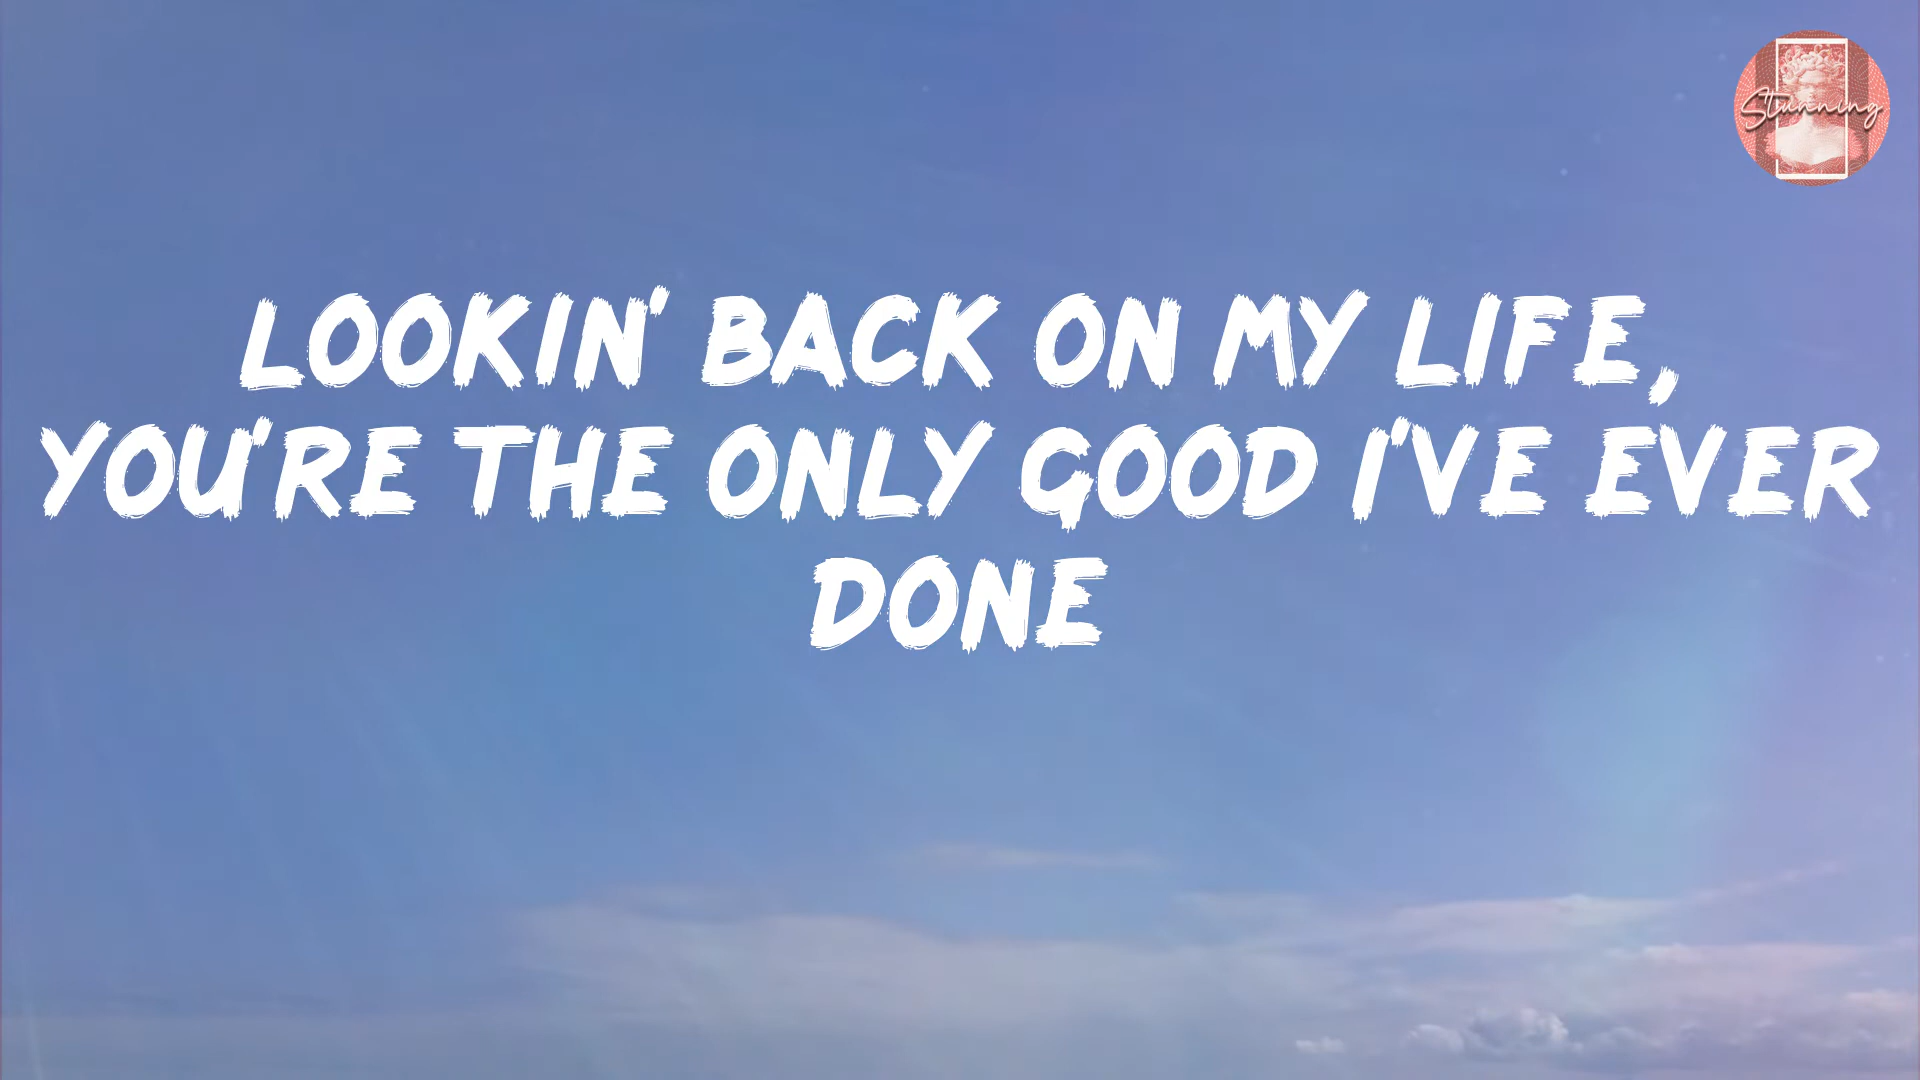 Stunning
LOOKIN' BACK ON MY LIFE,
YOU'RE THE ONLY GOOD I'VE EVER
DONE